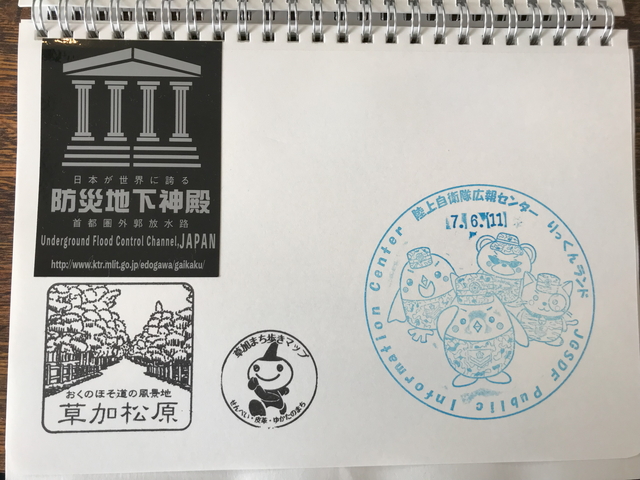 日本が世界に誇る
防災地下神殿
首都圏外郭放水路
Underground Flood Control Channel, JAPAN
http://www.ktr.mlit.go.jp/edogawa/gaikaku/
おくのほそ道の風景地
草加松原
草加まち歩きマップ
せんべい・皮革・ゆかたのまち
陸上自衛隊広報センター りっくんランド
7. 6. 11
JGSDF Public Information Center